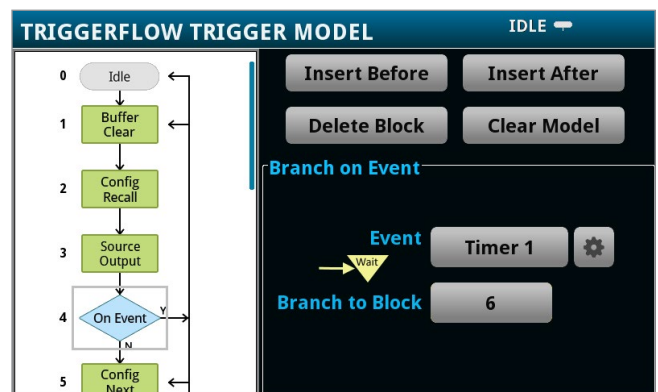 TRIGGERFLOW TRIGGER MODEL
IDLE
0
Idle
1
Buffer
Clear
2
Config
Recall
3
Source
Output
4
On Event
Y
N
5
Config
Next
Insert Before
Insert After
Delete Block
Clear Model
Branch on Event
Event
Timer 1
Wait
Branch to Block
6